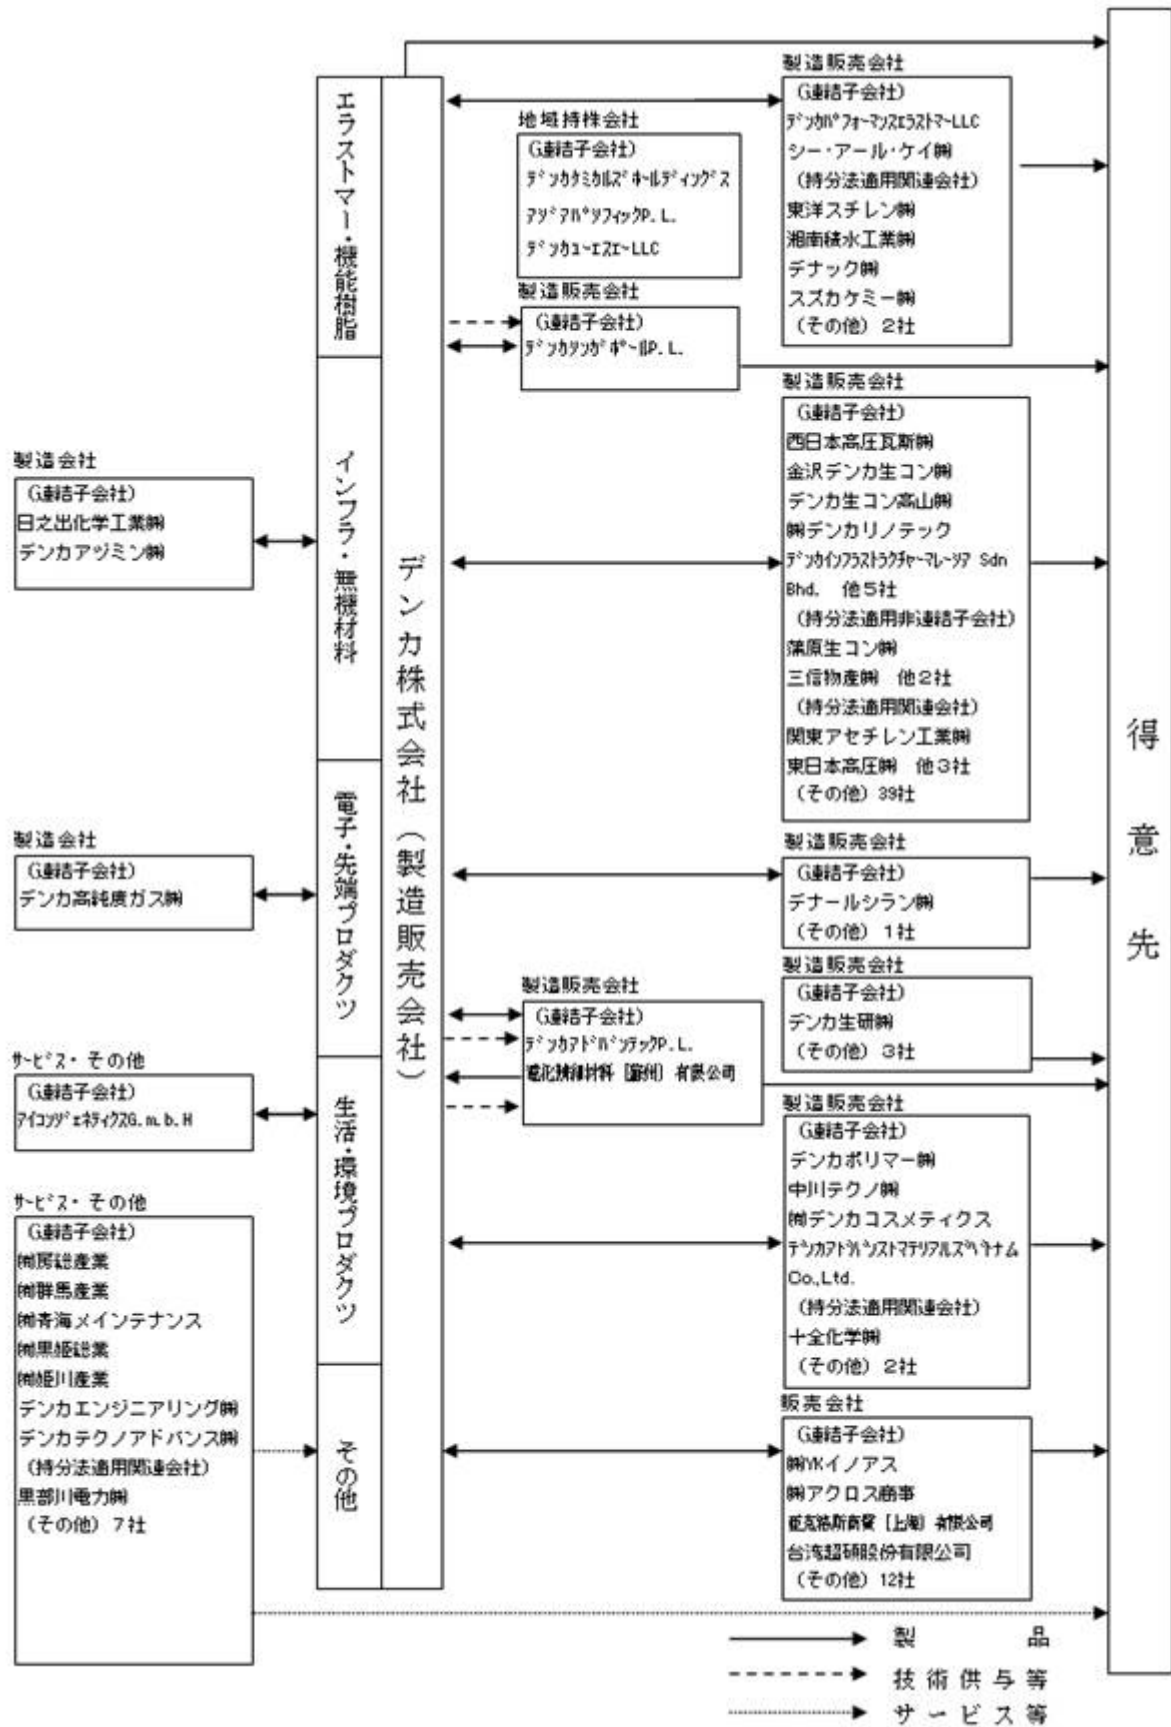 製造会社
(連結子会社)
日之出化学工業㈱
デンカアヅミン㈱
製造会社
(連結子会社)
デンカ高純度ガス㈱
サービス・その他
(連結子会社)
アイコンジェネティクスG.m.b.H
サービス・その他
(連結子会社)
㈲房総産業
㈲群馬産業
㈲青海メインテナンス
㈲黒姫総業
㈲姫川産業
デンカエンジニアリング㈱
デンカテクノアドバンス㈱
(持分法適用関連会社)
黒部川電力㈱
(その他)7社
エラストマー・機能樹脂
インフラ・無機材料
電子・先端プロダクツ
生活・環境プロダクツ
その他
デンカ株式会社(製造販売会社)
地域持株会社
(連結子会社)
デンカケミカルズホールディングス
アジアパシフィックP.L.
デンカユーエスエーLLC
製造販売会社
(連結子会社)
デンカシンガポールP.L.
製造販売会社
(連結子会社)
デンカアドバンテックP.L.
有限公司
製造販売会社
(連結子会社)
デンカパフォーマンスエラストマーLLC
シー・アール・ケイ㈱
(持分法適用関連会社)
東洋スチレン㈱
湘南積水工業㈱
デナック㈱
スズカケミー㈱
(その他)2社
製造販売会社
(連結子会社)
西日本高圧瓦斯㈱
金沢デンカ生コン㈱
デンカ生コン高山㈱
㈱デンカリノテック
デンカインフラストラクチャーマレーシア Sdn
Bhd. 他5社
(持分法適用非連結子会社)
蒲原生コン㈱
三信物産㈱ 他2社
(持分法適用関連会社)
関東アセチレン工業㈱
東日本高圧㈱ 他3社
(その他)39社
製造販売会社
(連結子会社)
デナールシラン㈱
(その他)1社
製造販売会社
(連結子会社)
デンカ生研㈱
(その他)3社
製造販売会社
(連結子会社)
デンカポリマー㈱
中川テクノ㈱
㈲デンカコスメティクス
デンカアドバンストマテリアルズベトナム
Co.,Ltd.
(持分法適用関連会社)
十全化学㈱
(その他)2社
販売会社
(連結子会社)
㈱YKイノアス
㈱アクロス商事
有限公司
台湾超碩股份有限公司
(その他)12社
得意先
製品
技術供与等
サービス等